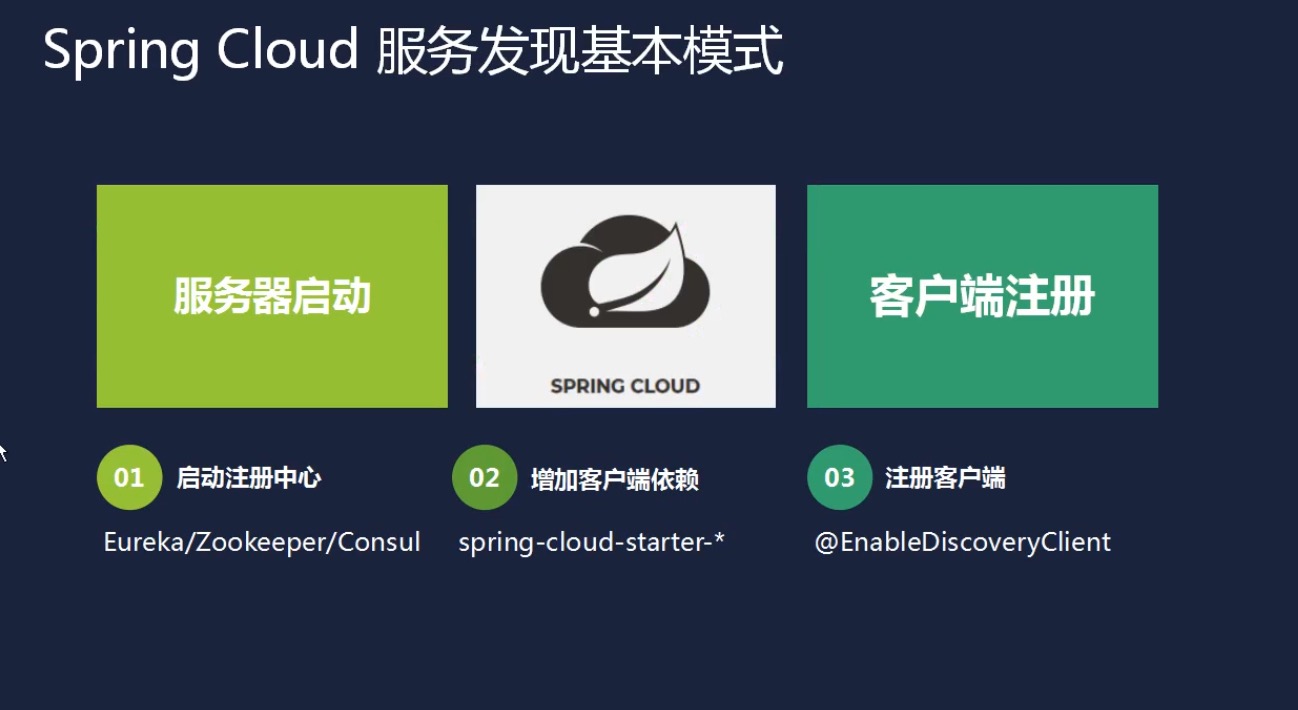 Spring Cloud 服务发现基本模式
服务器启动
SPRING CLOUD
客户端注册
01 启动注册中心
Eureka/Zookeeper/Consul
02 增加客户端依赖
spring-cloud-starter-*
03 注册客户端
@EnableDiscoveryClient